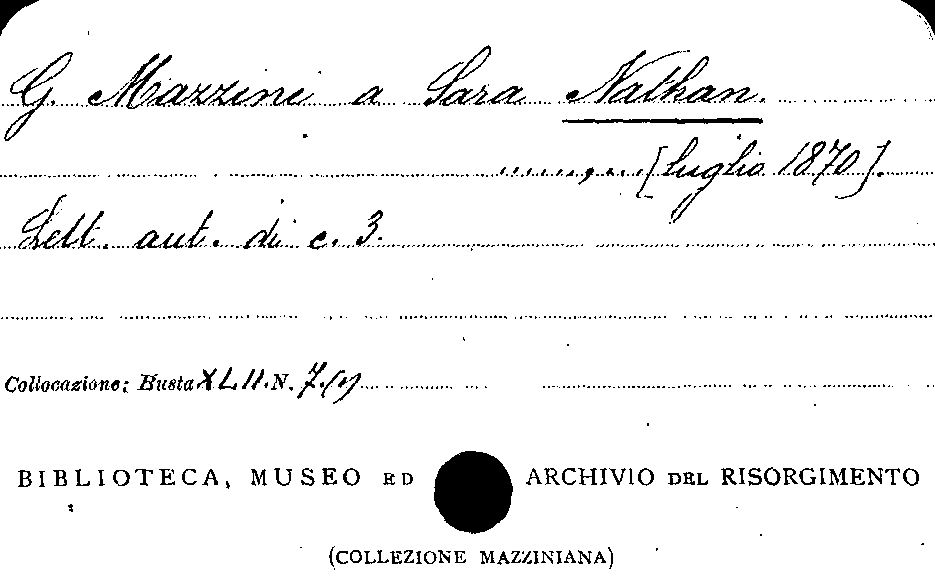 G. Mazzini a Sara Nathan.
......,...[luglio 1870].
Lett. aut. di c. 3.
Collocazione: Busta XLII. N. 7.
BIBLIOTECA, MUSEO ED ARCHIVIO DEL RISORGIMENTO
(COLLEZIONE MAZZINIANA)